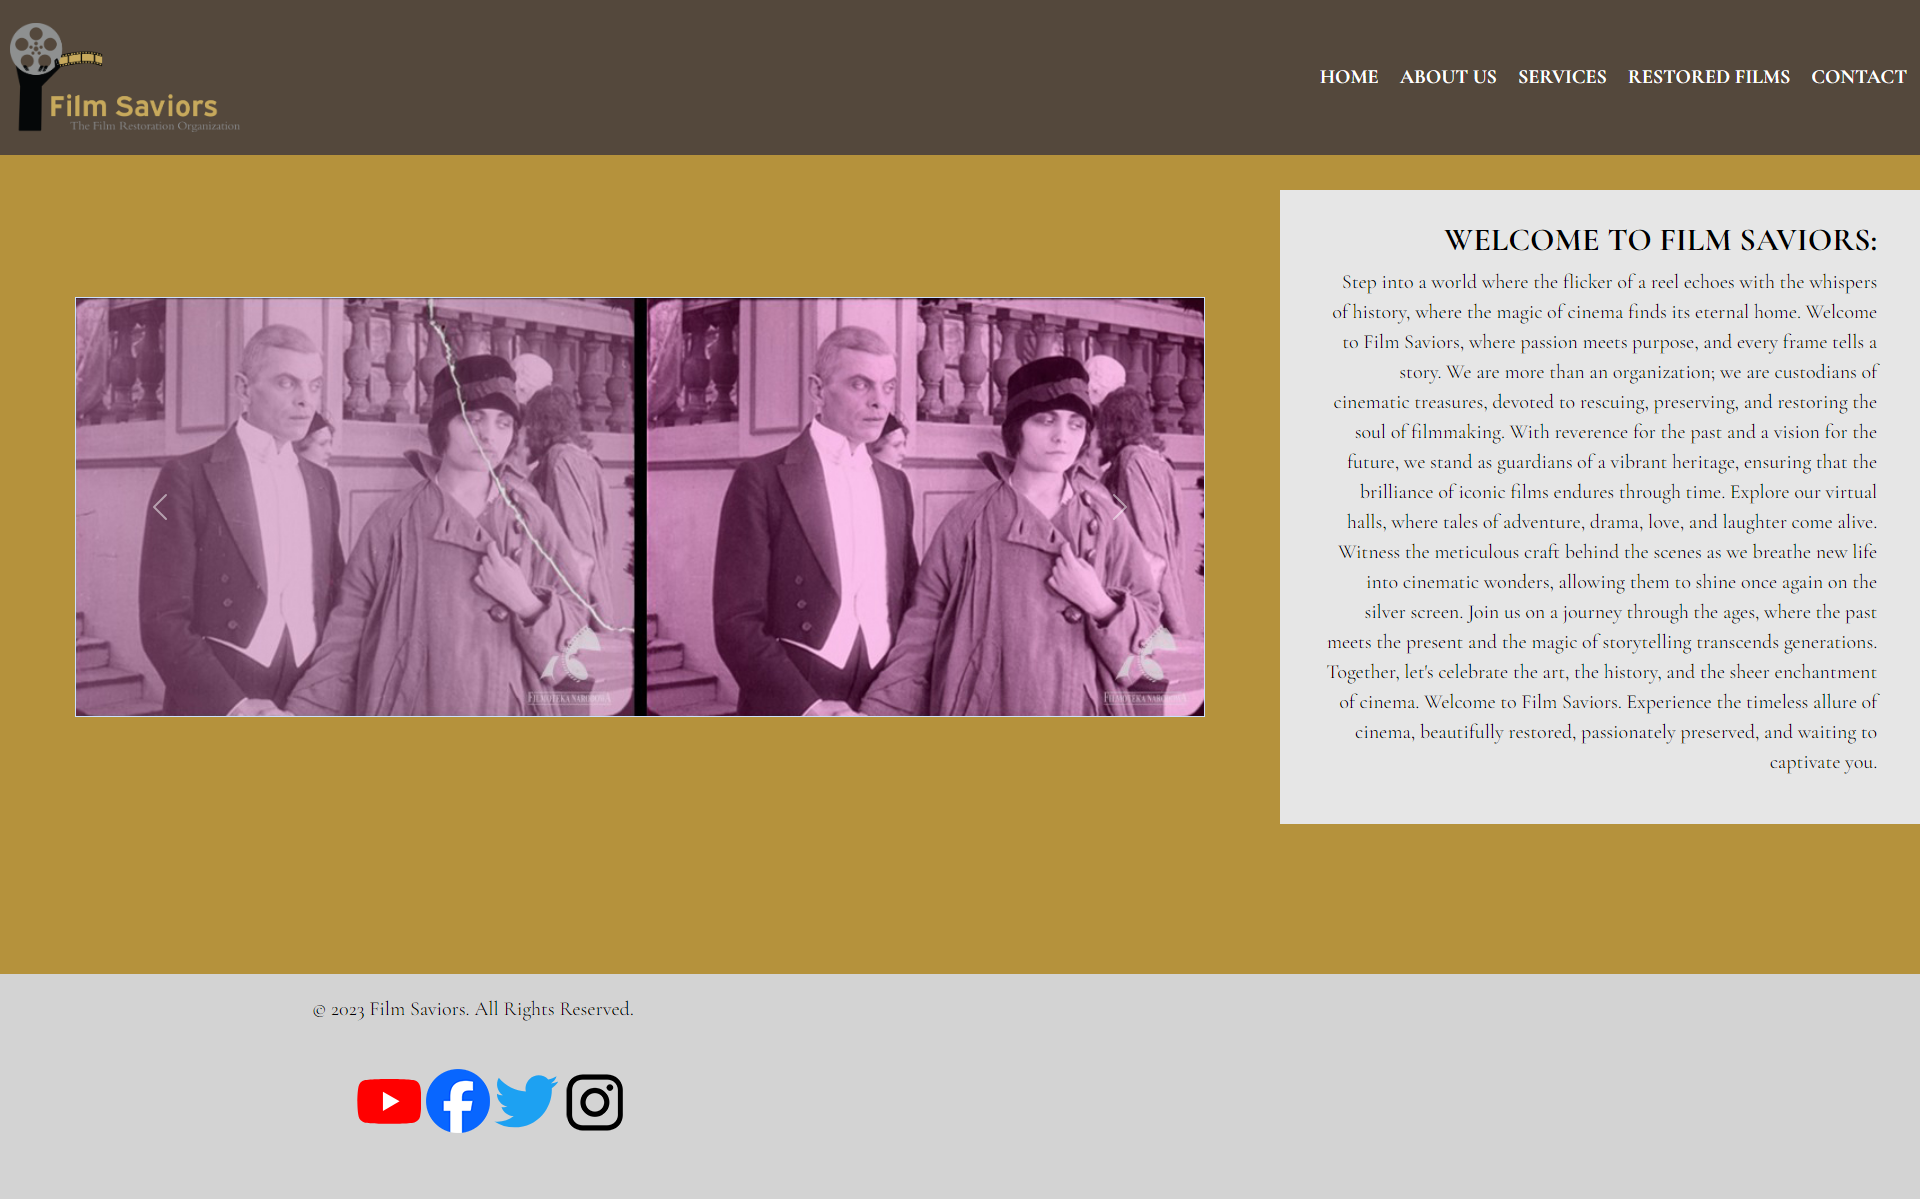 Film Saviors
The Film Restoration Organization
HOME ABOUT US SERVICES RESTORED FILMS CONTACT
WELCOME TO FILM SAVIORS:
Step into a world where the flicker of a reel echoes with the whispers
of history, where the magic of cinema finds its eternal home. Welcome
to Film Saviors, where passion meets purpose, and every frame tells a
story. We are more than an organization; we are custodians of
cinematic treasures, devoted to rescuing, preserving, and restoring the
soul of filmmaking. With reverence for the past and a vision for the
future, we stand as guardians of a vibrant heritage, ensuring that the
brilliance of iconic films endures through time. Explore our virtual
halls, where tales of adventure, drama, love, and laughter come alive.
Witness the meticulous craft behind the scenes as we breathe new life
into cinematic wonders, allowing them to shine once again on the
silver screen. Join us on a journey through the ages, where the past
meets the present and the magic of storytelling transcends generations.
Together, let's celebrate the art, the history, and the sheer enchantment
of cinema. Welcome to Film Saviors. Experience the timeless allure of
cinema, beautifully restored, passionately preserved, and waiting to
captivate you.
FILMOTEKA NARODOWA
FILMOTEKA NARODOWA
© 2023 Film Saviors. All Rights Reserved.